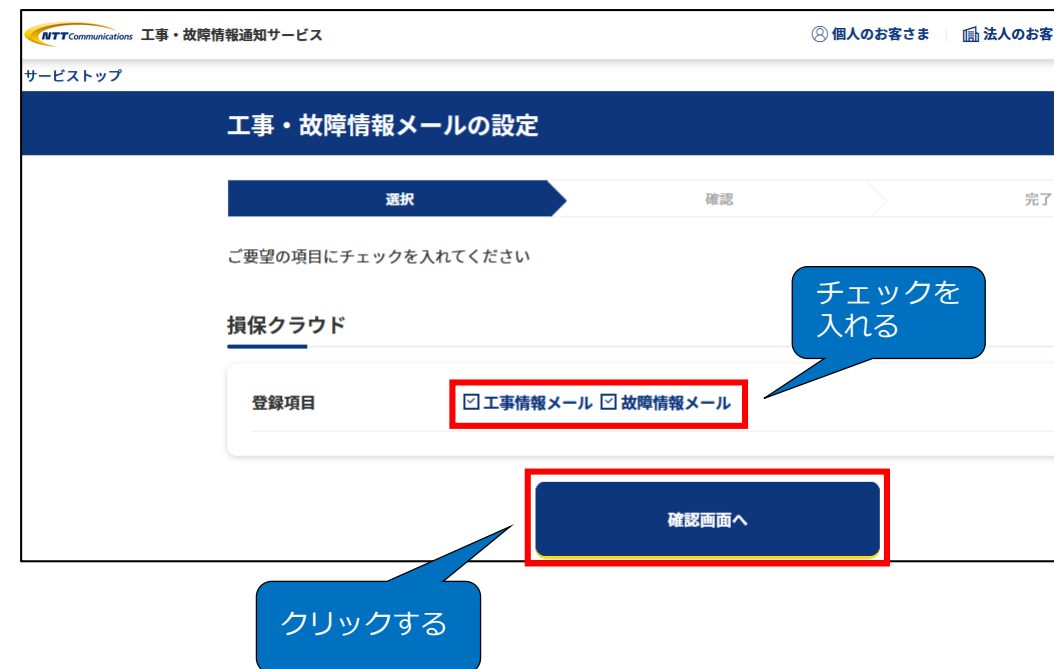 NTT Communications 工事・故障情報通知サービス 個人のお客さま 法人のお客
サービストップ
工事・故障情報メールの設定
選択 確認 完了
ご要望の項目にチェックを入れてください
チェックを
入れる
損保クラウド
登録項目 工事情報メール 故障情報メール
確認画面へ
クリックする